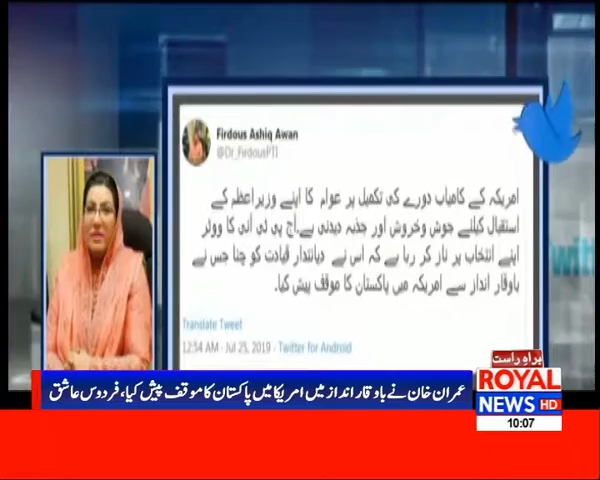 Firdous Ashiq Awan
@Dr_FirdousPTI
امریکہ کے کامیاب دورے کی تکمیل پر عوام کا اپنے وزیراعظم کے
استقبال کیلئے جوش وخروش اور جذبہ دیدنی ہے۔آج پی ٹی آئی کا ووٹر
اپنے انتخاب پر ناز کر رہا ہے کہ اس نے دیانتدار قیادت کو چنا جس نے
باوقار انداز سے امریکہ میں پاکستان کا موقف پیش کیا۔
Translate Tweet
12:54 AM · Jul 25, 2019 · Twitter for Android
براہ راست
عمران خان نے باوقار انداز میں امریکا میں پاکستان کا موقف پیش کیا، فردوس عاشق
ROYAL
NEWS HD
10:07